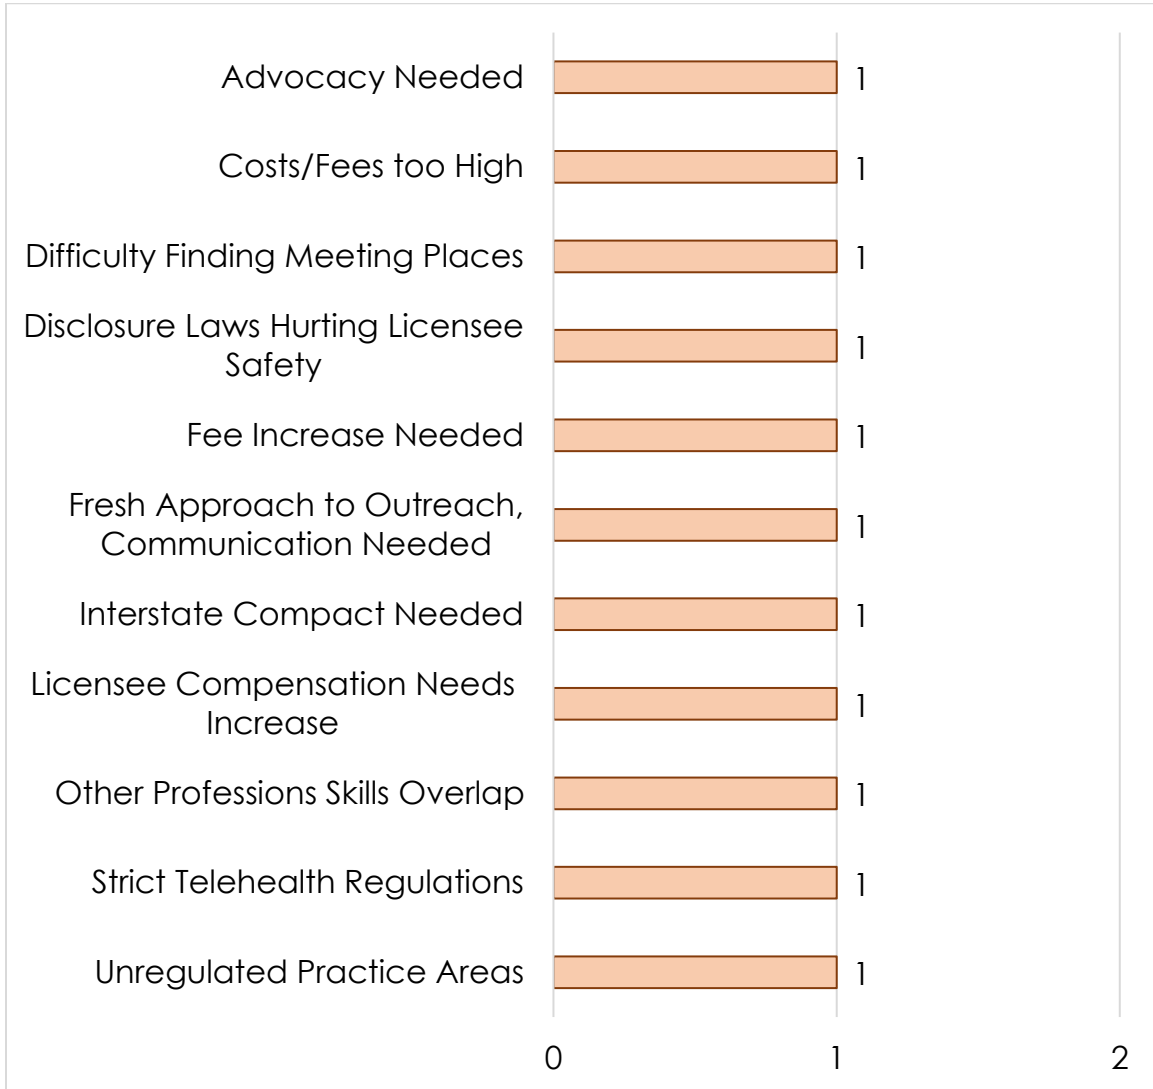 Advocacy Needed 1
Costs/Fees too High 1
Difficulty Finding Meeting Places 1
Disclosure Laws Hurting Licensee
Safety 1
Fee Increase Needed 1
Fresh Approach to Outreach,
Communication Needed 1
Interstate Compact Needed 1
Licensee Compensation Needs
Increase 1
Other Professions Skills Overlap 1
Strict Telehealth Regulations 1
Unregulated Practice Areas 1
0 1 2